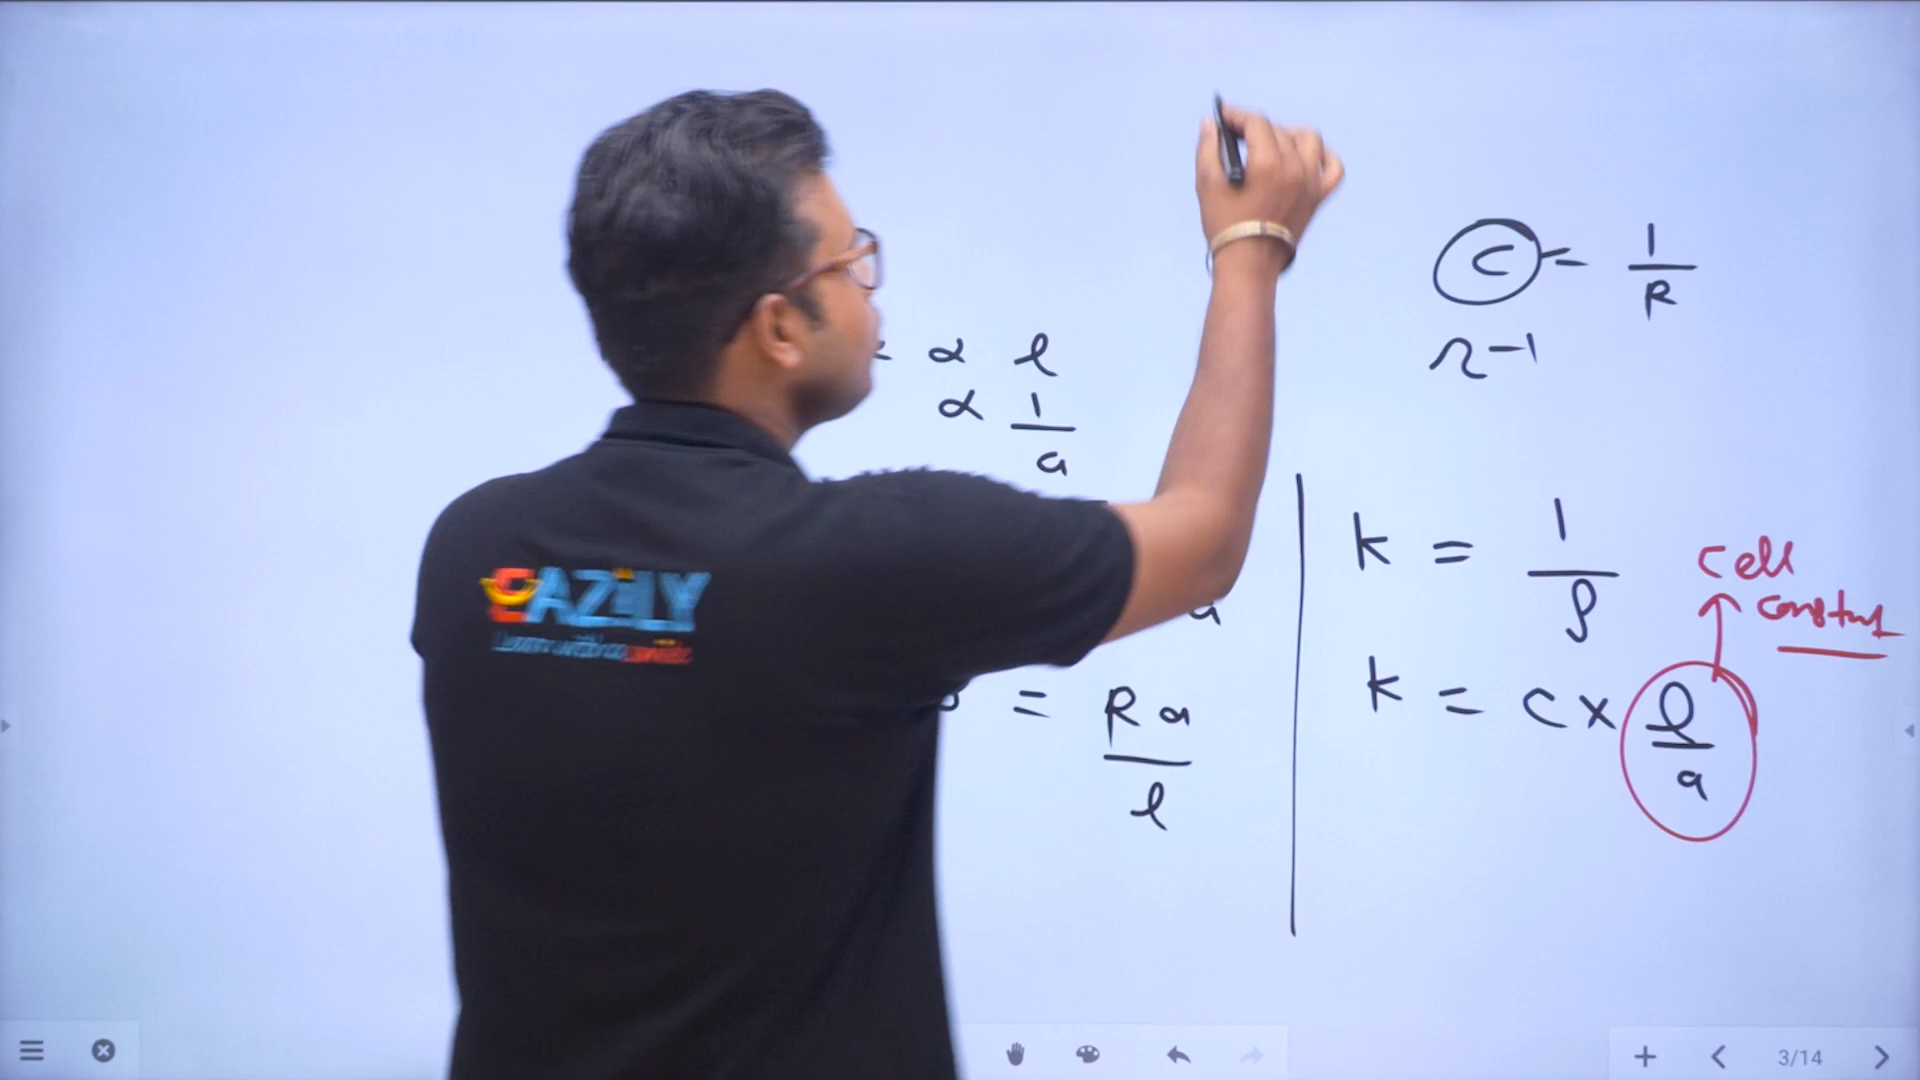 C = 1/R
Ω-1
α l
α 1/a
k = 1/ρ
cell
constant
a
k = C × l/a
= Ra/l
EAZILY
3/14